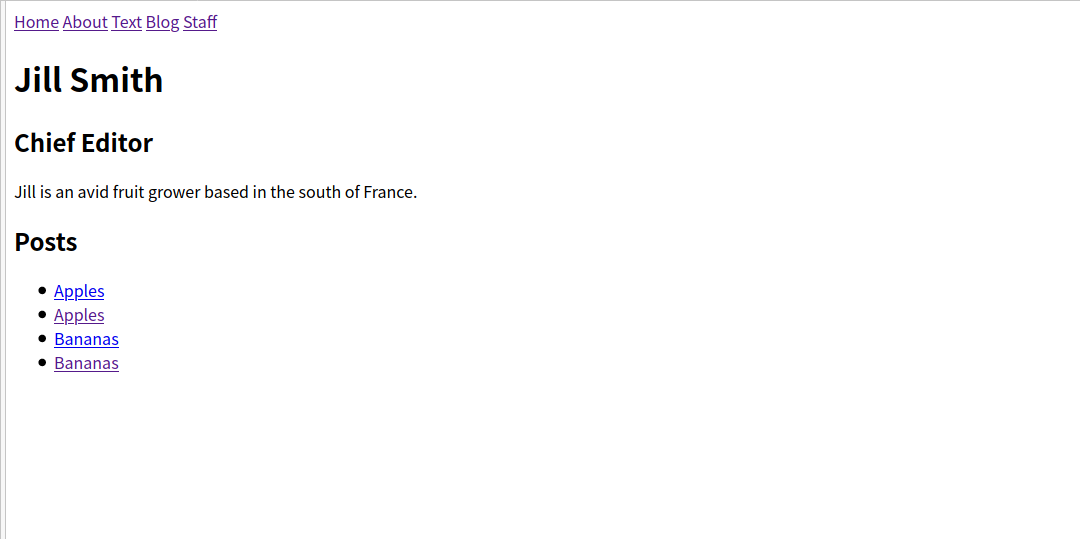 Home About Text Blog Staff
Jill Smith
Chief Editor
Jill is an avid fruit grower based in the south of France.
Posts
Apples
Apples
Bananas
Bananas